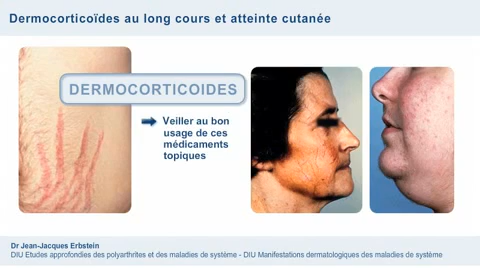 Dermocorticoïdes au long cours et atteinte cutanée
DERMOCORTICOIDES
Veiller au bon
usage de ces
médicaments
topiques
Dr Jean-Jacques Erbstein
DIU Etudes approfondies des polyarthrites et des maladies de système - DIU Manifestations dermatologiques des maladies de système